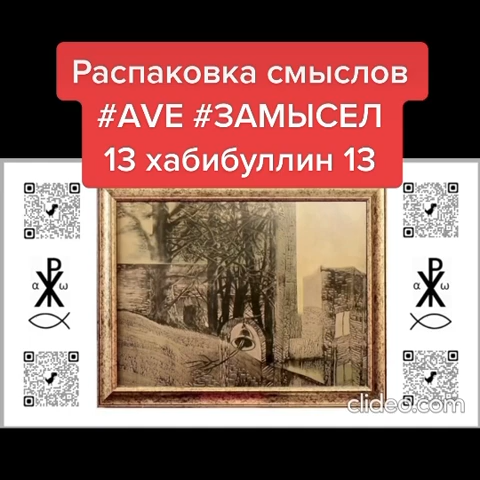 Распаковка смыслов
#AVE #ЗАМЫСЕЛ
13 хабибуллин 13
α ω
α ω
clideo.com